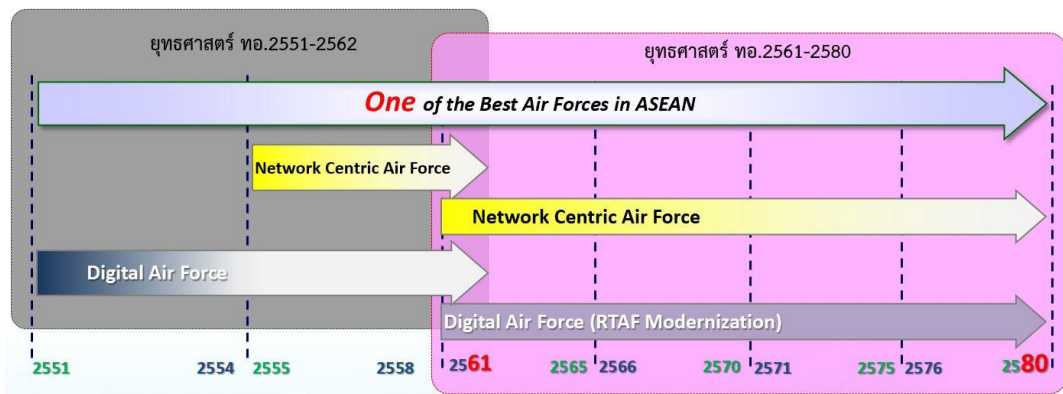 ยุทธศาสตร์ ทอ.2551-2562
ยุทธศาสตร์ ทอ.2561-2580
One of the Best Air Forces in ASEAN
Network Centric Air Force
Network Centric Air Force
Digital Air Force
Digital Air Force (RTAF Modernization)
2551 2554 2555 2558 2561 2565 2566 2570 2571 2575 2576 2580